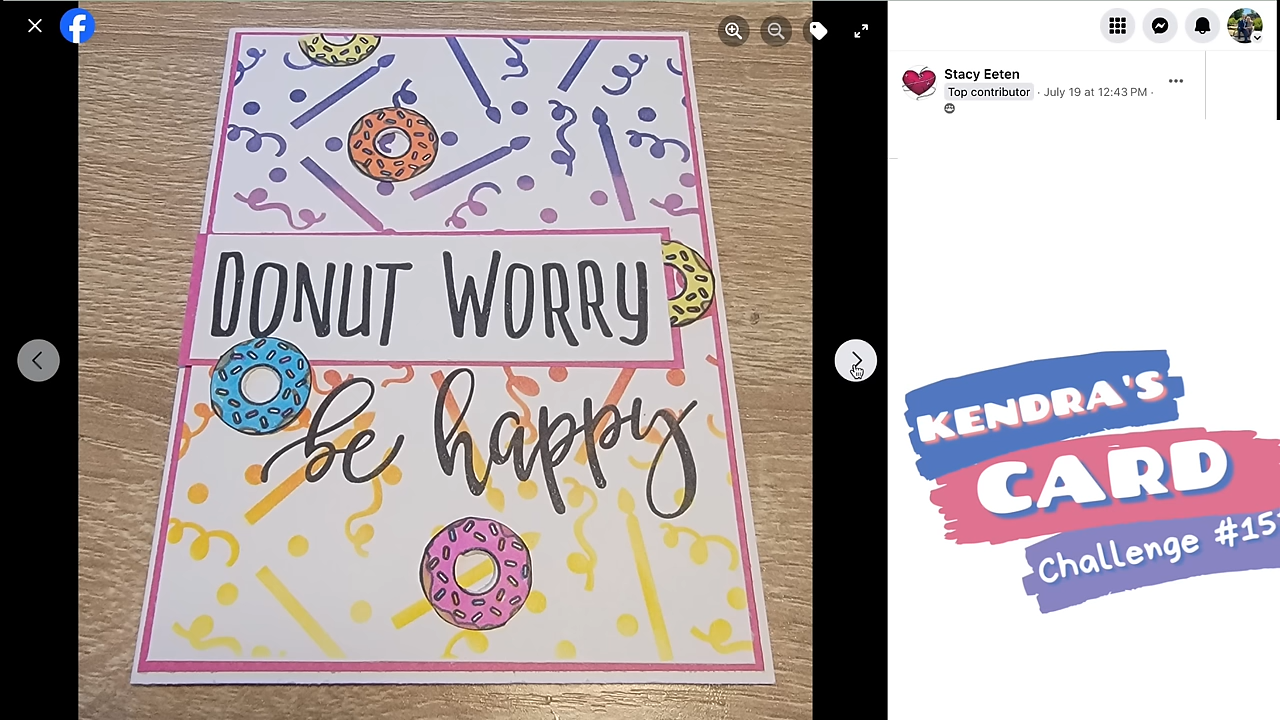 Stacy Eeten
Top contributor · July 19 at 12:43 PM ·
DONUT WORRY
be happy
KENDRA'S
CARD
Challenge #15